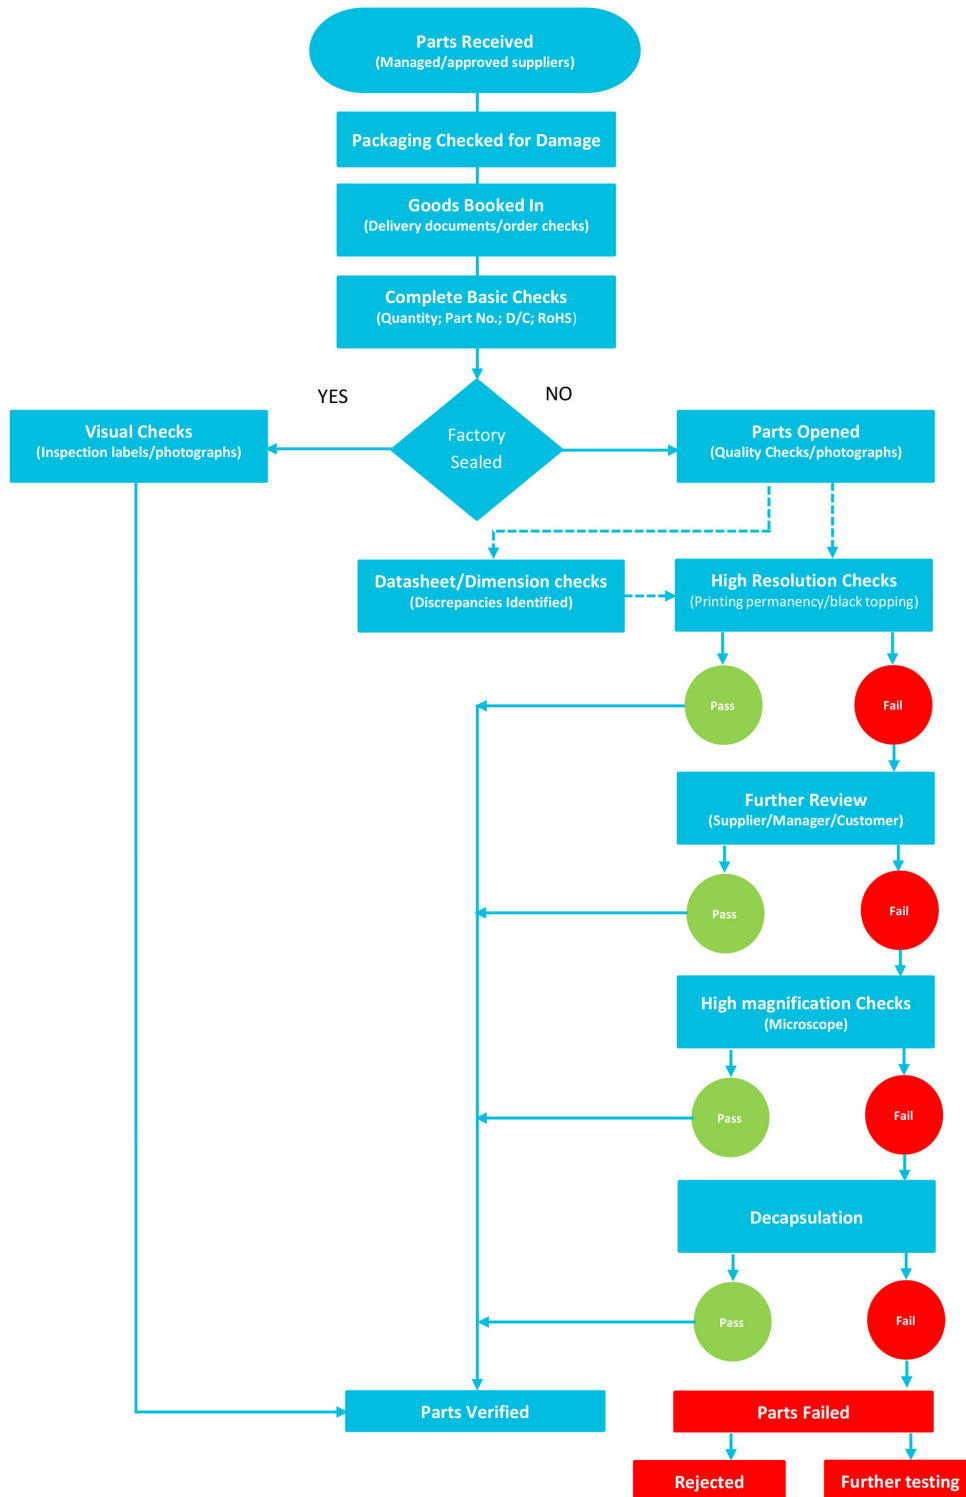 Parts Received
(Managed/approved suppliers)
Packaging Checked for Damage
Goods Booked In
(Delivery documents/order checks)
Complete Basic Checks
(Quantity; Part No.; D/C; RoHS)
YES
NO
Factory
Sealed
Visual Checks
(Inspection labels/photographs)
Parts Opened
(Quality Checks/photographs)
Datasheet/Dimension checks
(Discrepancies Identified)
High Resolution Checks
(Printing permanency/black topping)
Pass
Fail
Further Review
(Supplier/Manager/Customer)
Pass
Fail
High magnification Checks
(Microscope)
Pass
Fail
Decapsulation
Pass
Fail
Parts Verified
Parts Failed
Rejected
Further testing